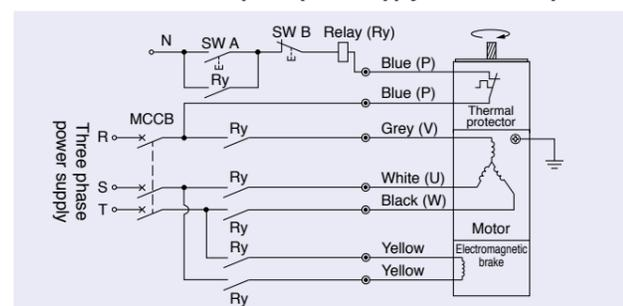 N
SW A
SW B
Relay (Ry)
Ry
Blue (P)
Blue (P)
Thermal
protector
MCCB
Three phase
power supply
R
Ry
Grey (V)
S
Ry
White (U)
T
Ry
Black (W)
Motor
Ry
Yellow
Electromagnetic
brake
Yellow
Ry